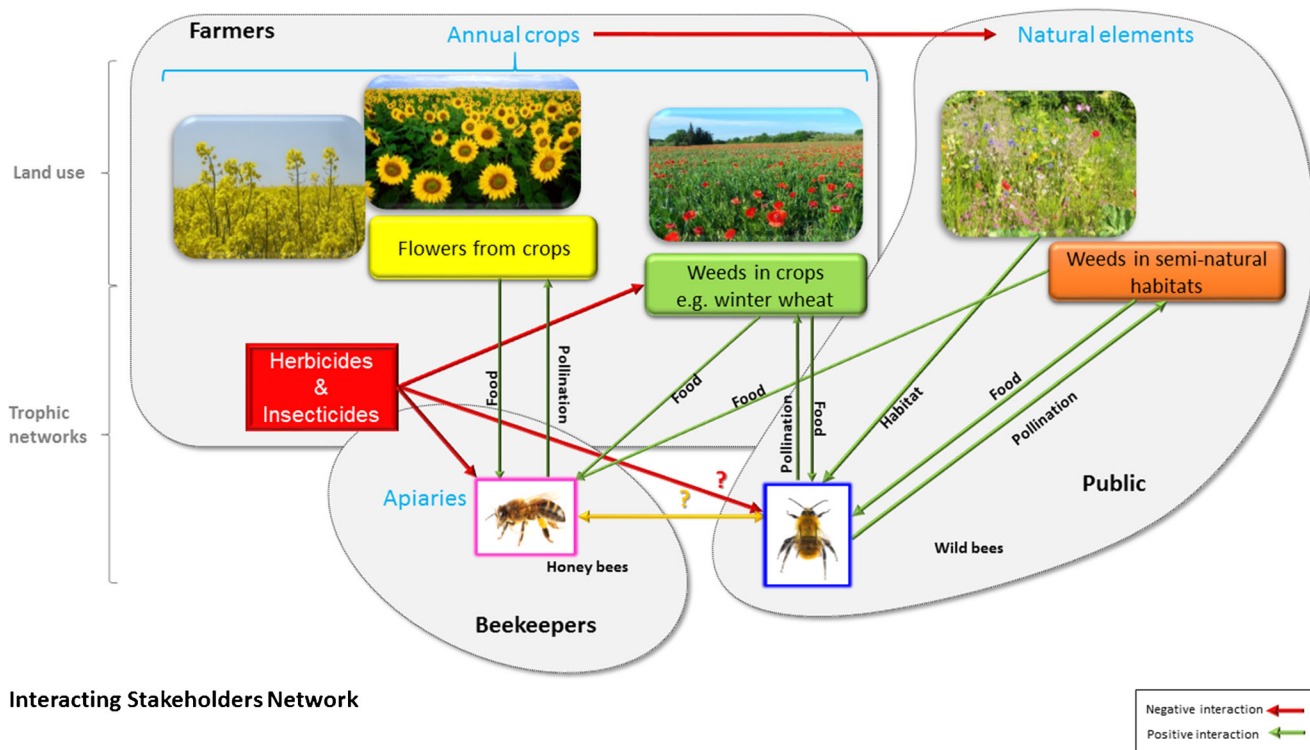 Farmers
Annual crops
Natural elements
Land use
Flowers from crops
Weeds in crops
e.g. winter wheat
Weeds in semi-natural
habitats
Herbicides
&
Insecticides
Trophic
networks
Food
Pollination
Food
Food
Pollination
Food
Habitat
Food
Pollination
Public
Apiaries
?
?
Honey bees
Wild bees
Beekeepers
Interacting Stakeholders Network
Negative interaction
Positive interaction